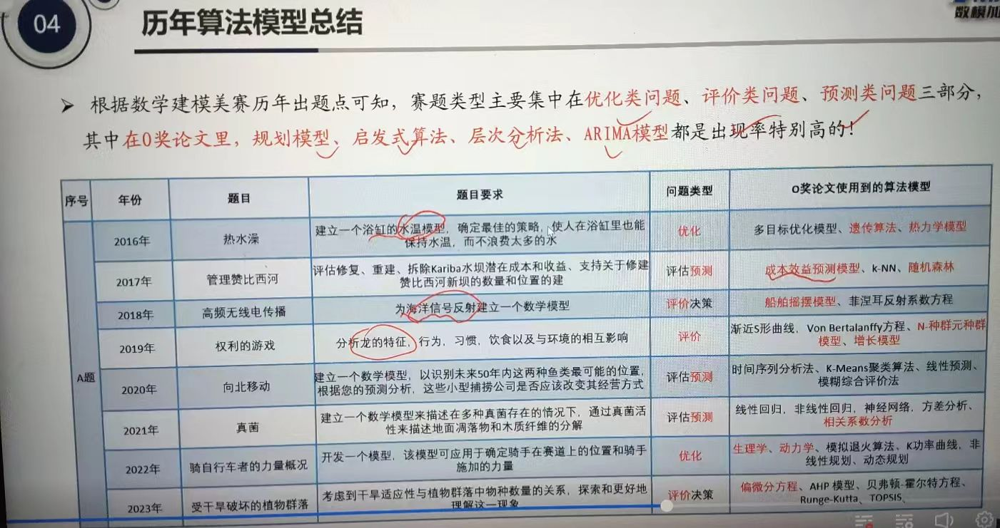 04
历年算法模型总结
数模加
➤ 根据数学建模美赛历年出题点可知，赛题类型主要集中在优化类问题、评价类问题、预测类问题三部分，
其中在O奖论文里，规划模型、启发式算法、层次分析法、ARIMA模型都是出现率特别高的！
序号 年份 题目 题目要求 问题类型 O奖论文使用到的算法模型
A题
2016年 热水澡 建立一个浴缸的水温模型，确定最佳的策略，使人在浴缸里也能
保持水温，而不浪费太多的水
优化 多目标优化模型、遗传算法、热力学模型
2017年 管理赞比西河 评估修复、重建、拆除Kariba水坝潜在成本和收益、支持关于修建
赞比西河新坝的数量和位置的建
评估预测 成本效益预测模型、k-NN、随机森林
2018年 高频无线电传播 为海洋信号反射建立一个数学模型 评价决策 船舶摇摆模型、菲涅耳反射系数方程
2019年 权利的游戏 分析龙的特征，行为，习惯，饮食以及与环境的相互影响 评价
渐近S形曲线，Von Bertalanffy方程、N-种群元种群
模型、增长模型
2020年 向北移动 建立一个数学模型，以识别未来50年内这两种鱼类最可能的位置，
根据您的预测分析，这些小型捕捞公司是否应该改变其经营方式
评估预测 时间序列分析法、K-Means聚类算法、线性预测、
模糊综合评价法
2021年 真菌 建立一个数学模型来描述在多种真菌存在的情况下，通过真菌活
性来描述地面凋落物和木质纤维的分解
评估预测 线性回归，非线性回归，神经网络，方差分析、
相关系数分析
2022年 骑自行车者的力量概况 开发一个模型，该模型可应用于确定骑手在赛道上的位置和骑手
施加的力量
优化 生理学、动力学、模拟退火算法、K功率曲线，非
线性规划、动态规划
2023年 受干旱破坏的植物群落 考虑到干旱适应性与植物群落中物种数量的关系，探索和更好地
理解这一现象
评价决策 偏微分方程、AHP 模型、贝弗顿-霍尔特方程、
Runge-Kutta、TOPSIS、